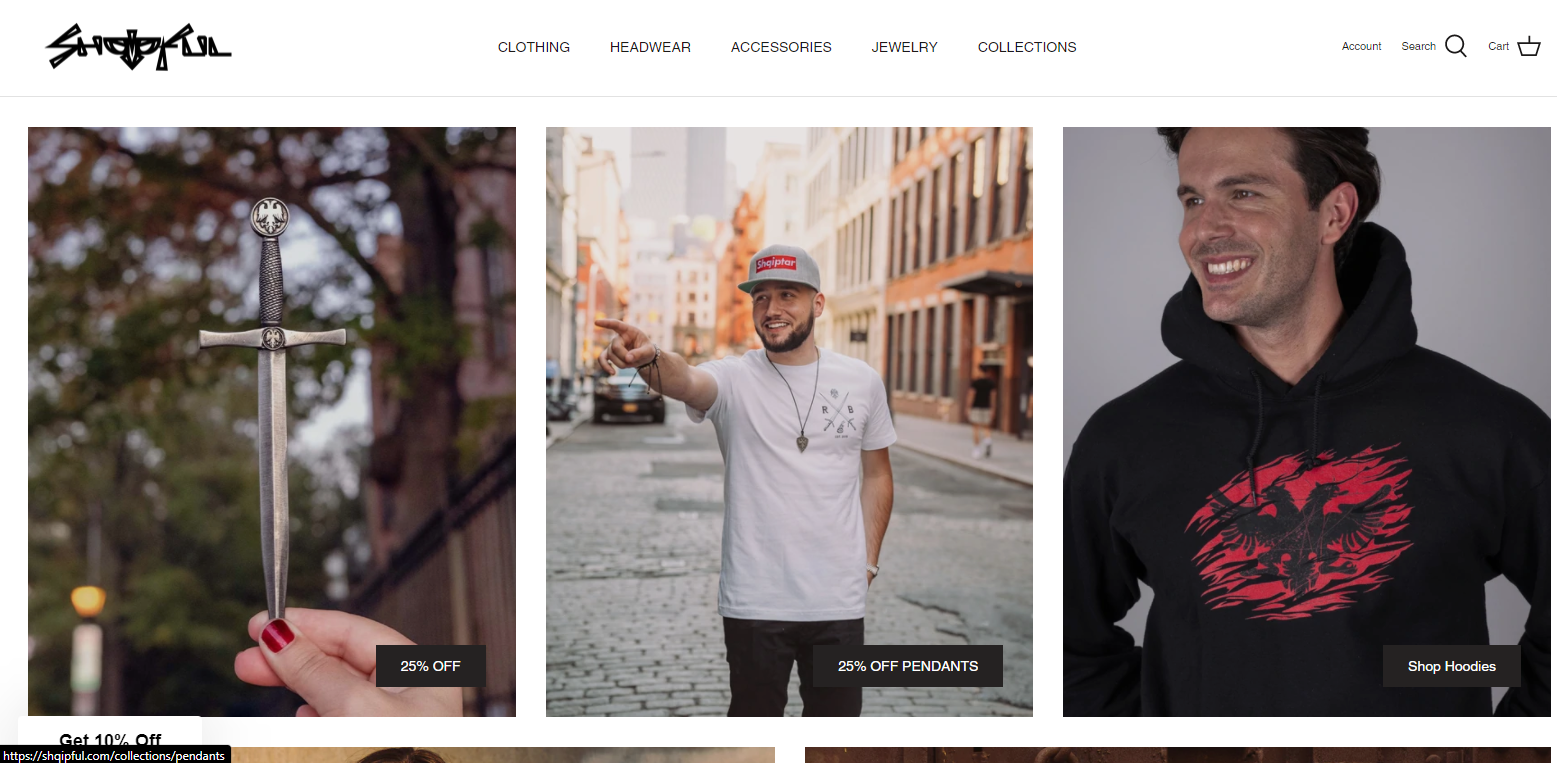 SHQIPFUL
CLOTHING
HEADWEAR
ACCESSORIES
JEWELRY
COLLECTIONS
Account
Search
Cart
Shqiptar
R B
25% OFF
25% OFF PENDANTS
Shop Hoodies
Get 10% Off
https://shqipful.com/collections/pendants